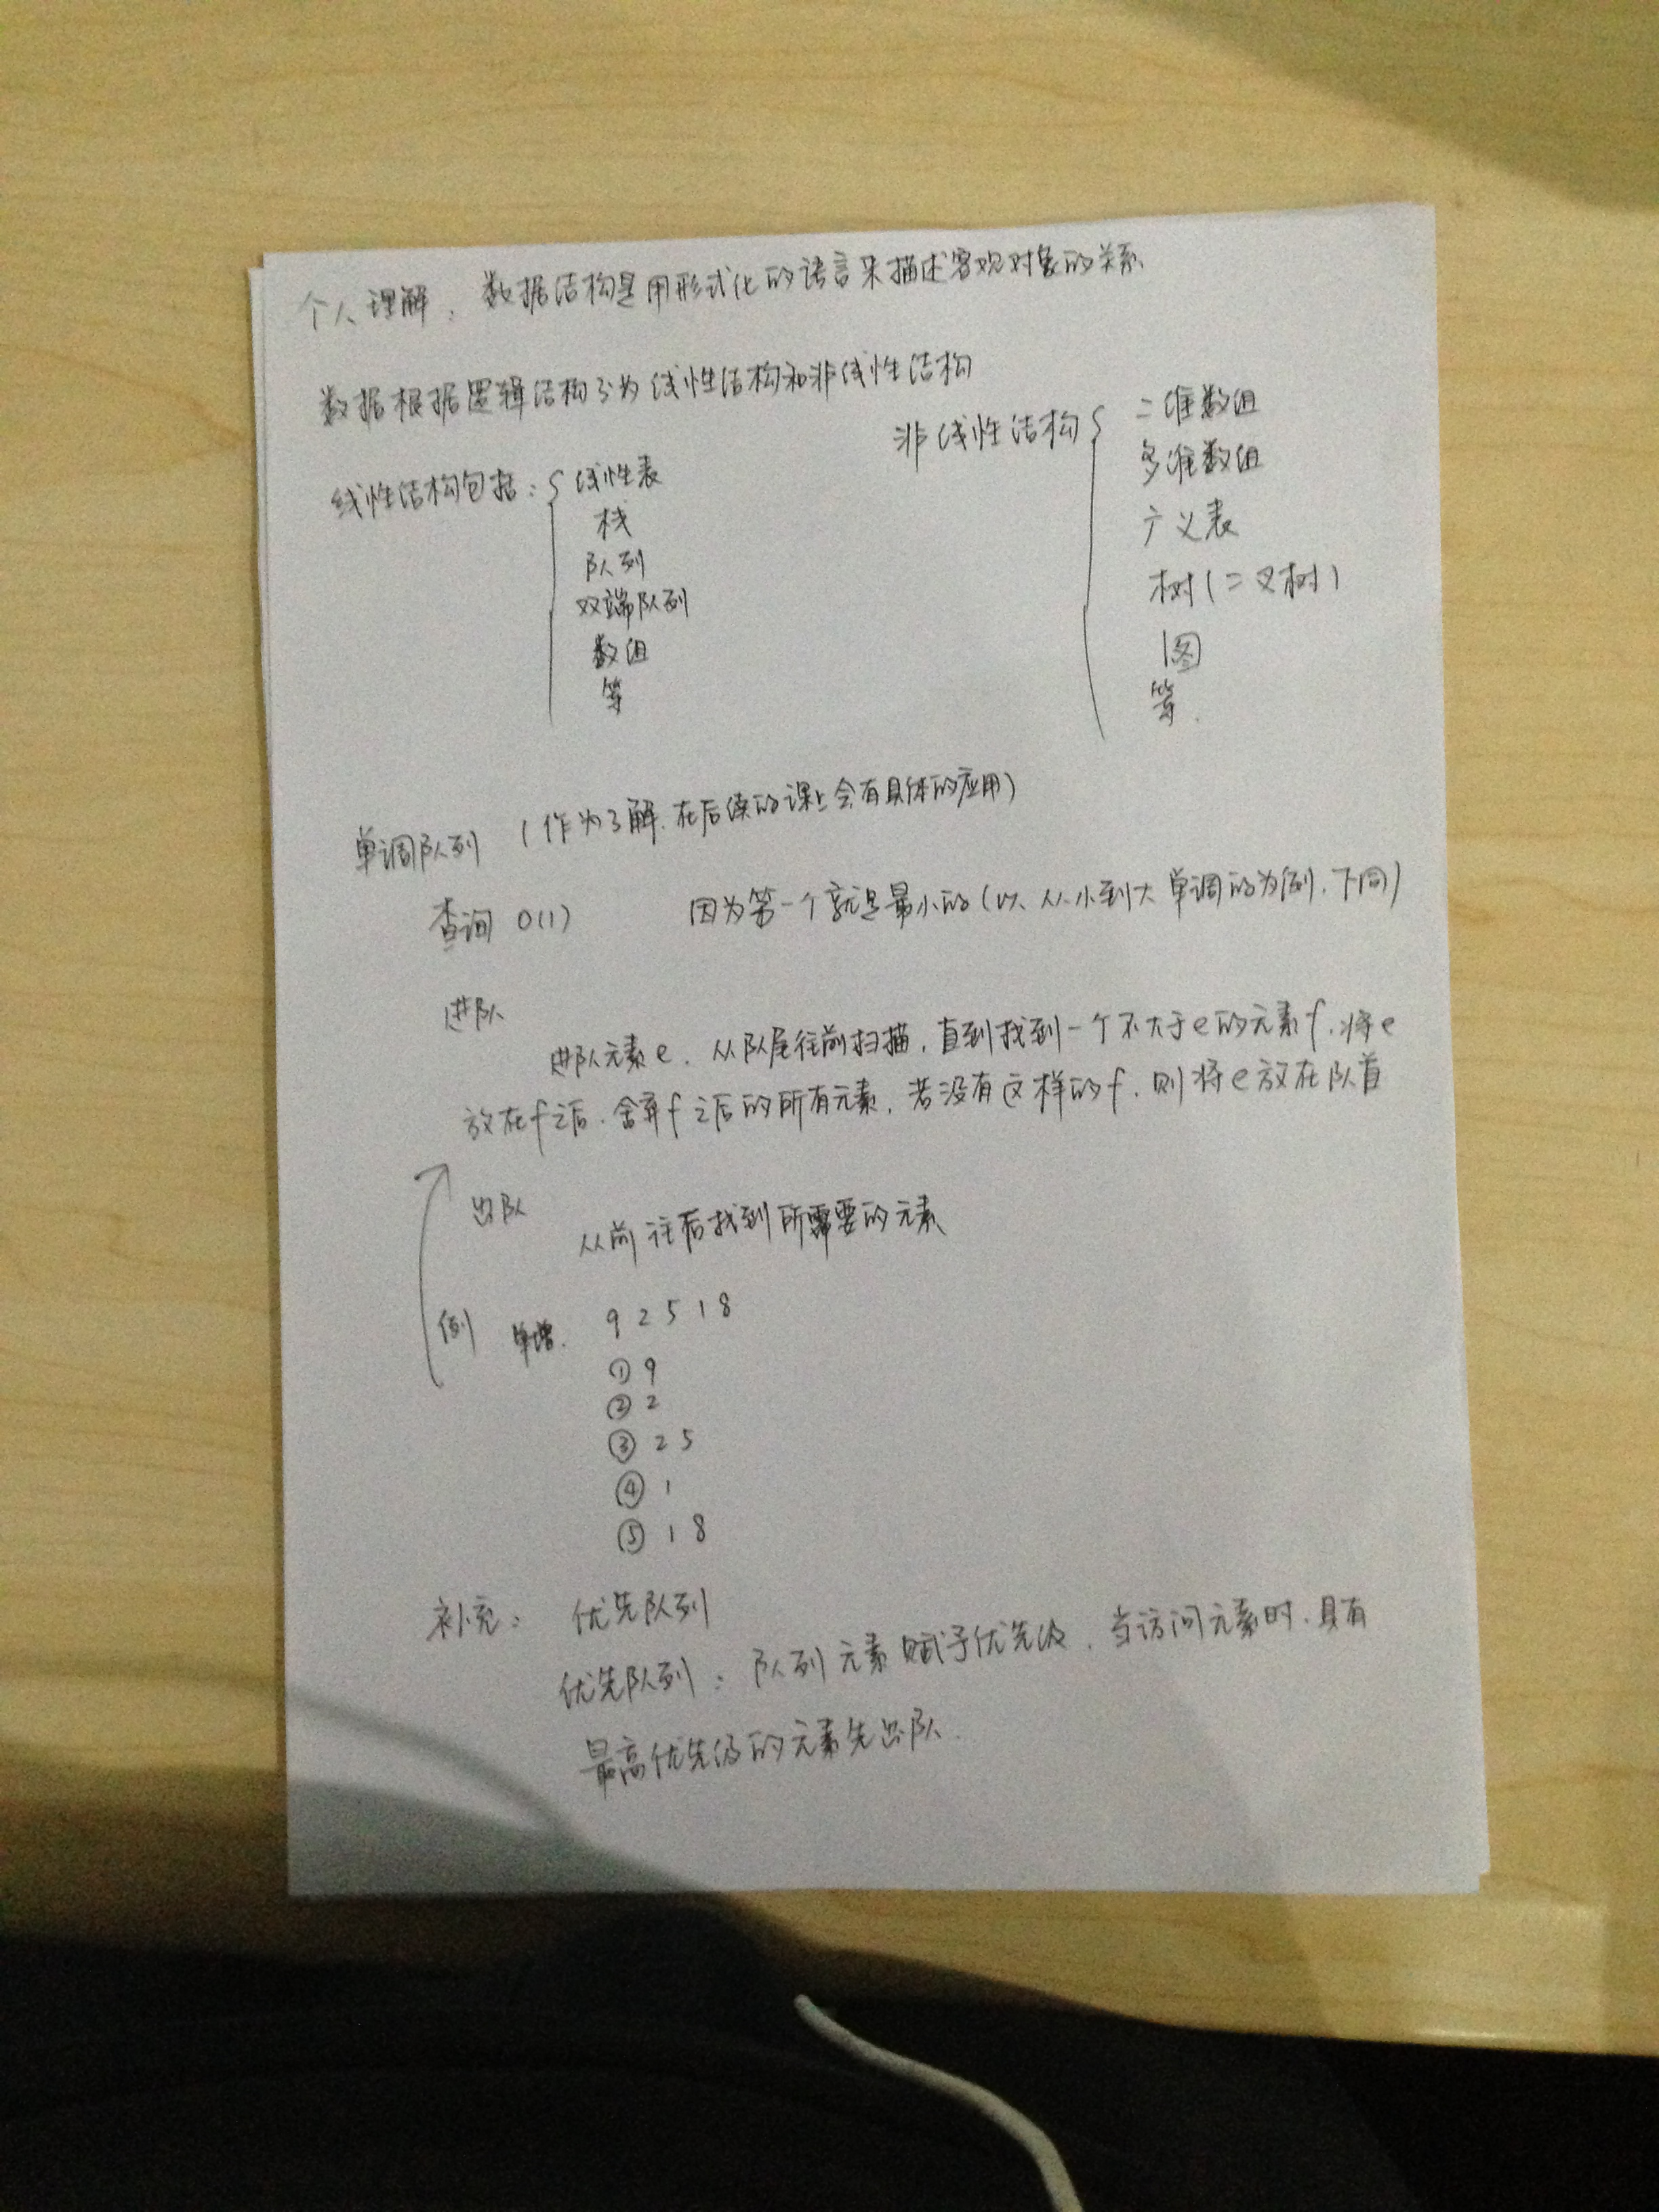 个人理解：数据结构是用形式化的语言来描述客观对象的关系
数据根据逻辑结构分为线性结构和非线性结构
线性结构包括：
线性表
栈
队列
双端队列
数组
等
非线性结构
二维数组
多维数组
广义表
树(二叉树)
图
等.
单调队列 (作为了解.在后续的课上会有具体的应用)
查询 O(1) 因为第一个就是最小的(以从小到大单调的为例.下同)
进队
进队元素e.从队尾往前扫描,直到找到一个不大于e的元素f.将e
放在f之后.舍弃f之后的所有元素.若没有这样的f.则将e放在队首
出队
从前往后找到所需要的元素
例 单增. 9 2 5 1 8
① 9
② 2
③ 2 5
④ 1
⑤ 1 8
补充： 优先队列
优先队列：队列元素赋予优先级.当访问元素时.具有
最高优先级的元素先出队.